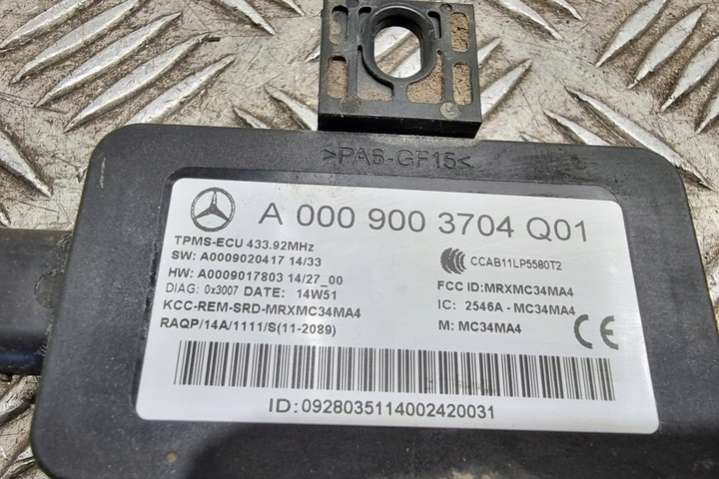 >PA6-GF15<
A 000 900 3704 Q01
TPMS-ECU 433.92MHz
SW: A0009020417 14/33
HW: A0009017803 14/27_00
DIAG: 0x3007 DATE: 14W51
KCC-REM-SRD-MRXMC34MA4
RAQP/14A/1111/S(11-2089)
CCAB11LP5580T2
FCC ID:MRXMC34MA4
IC: 2546A - MC34MA4
M: MC34MA4
CE
ID: 0928035114002420031